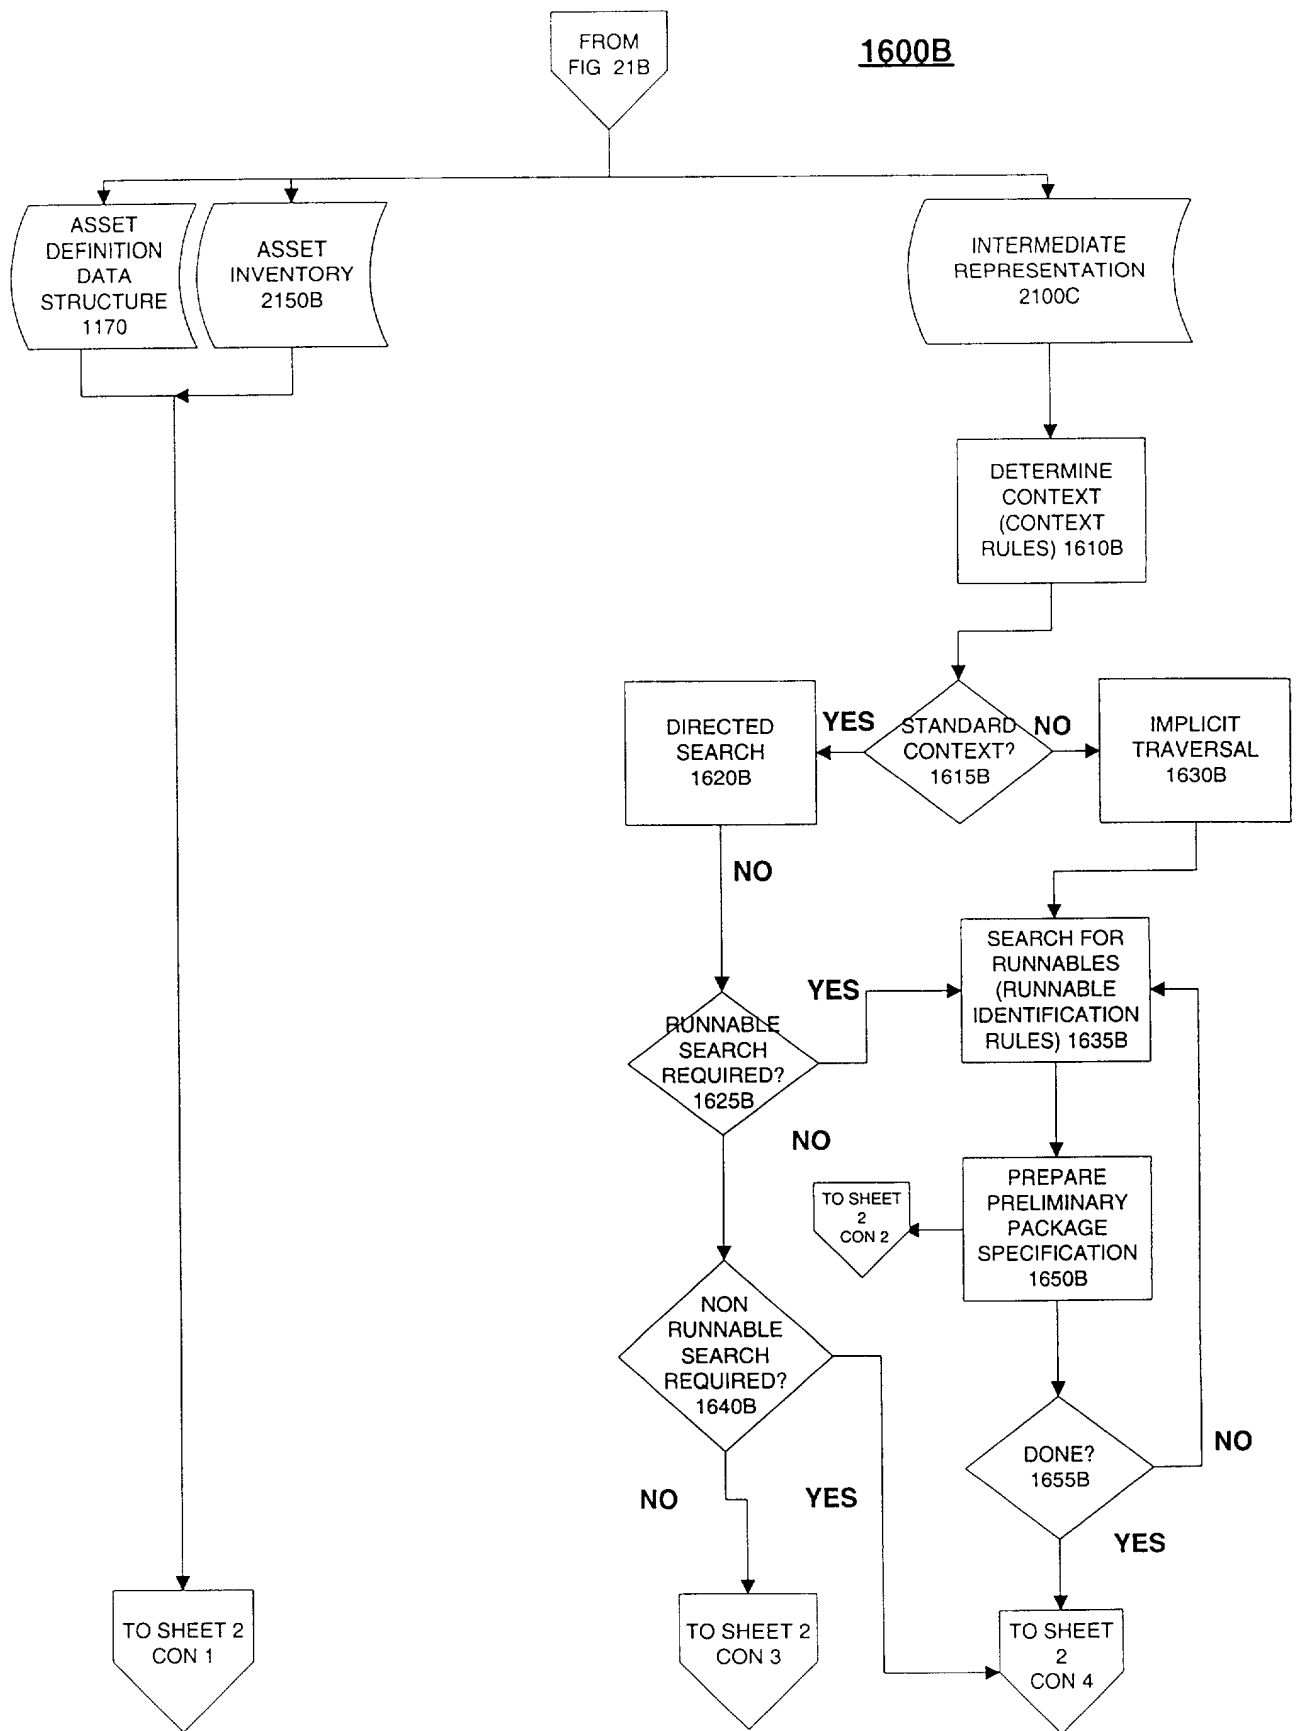 FROM
FIG 21B
1600B
ASSET
DEFINITION
DATA
STRUCTURE
1170
ASSET
INVENTORY
2150B
INTERMEDIATE
REPRESENTATION
2100C
DETERMINE
CONTEXT
(CONTEXT
RULES) 1610B
DIRECTED
SEARCH
1620B
YES
STANDARD
CONTEXT?
1615B
NO
IMPLICIT
TRAVERSAL
1630B
NO
SEARCH FOR
RUNNABLES
(RUNNABLE
IDENTIFICATION
RULES) 1635B
YES
RUNNABLE
SEARCH
REQUIRED?
1625B
NO
PREPARE
PRELIMINARY
PACKAGE
SPECIFICATION
1650B
TO SHEET
2
CON 2
NON
RUNNABLE
SEARCH
REQUIRED?
1640B
DONE?
1655B
NO
NO
YES
YES
TO SHEET 2
CON 1
TO SHEET 2
CON 3
TO SHEET
2
CON 4